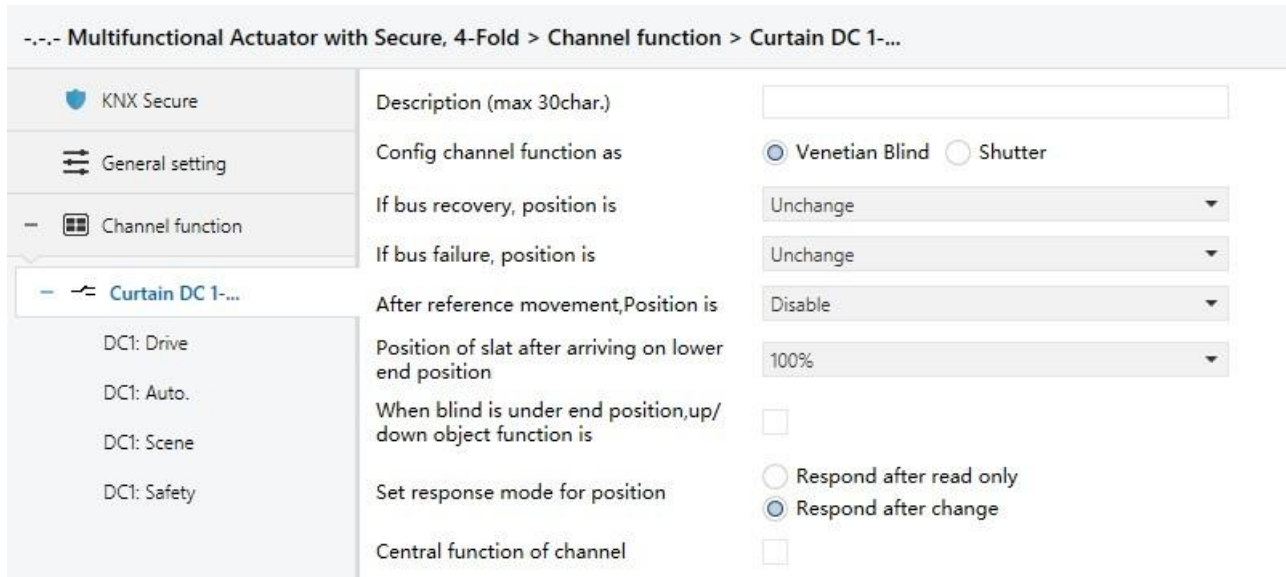 -.-.- Multifunctional Actuator with Secure, 4-Fold > Channel function > Curtain DC 1-...
KNX Secure
General setting
Channel function
Curtain DC 1-...
DC1: Drive
DC1: Auto.
DC1: Scene
DC1: Safety
Description (max 30char.)
Config channel function as
Venetian Blind
Shutter
If bus recovery, position is
Unchange
If bus failure, position is
Unchange
After reference movement,Position is
Disable
Position of slat after arriving on lower
end position
100%
When blind is under end position,up/
down object function is
Set response mode for position
Respond after read only
Respond after change
Central function of channel